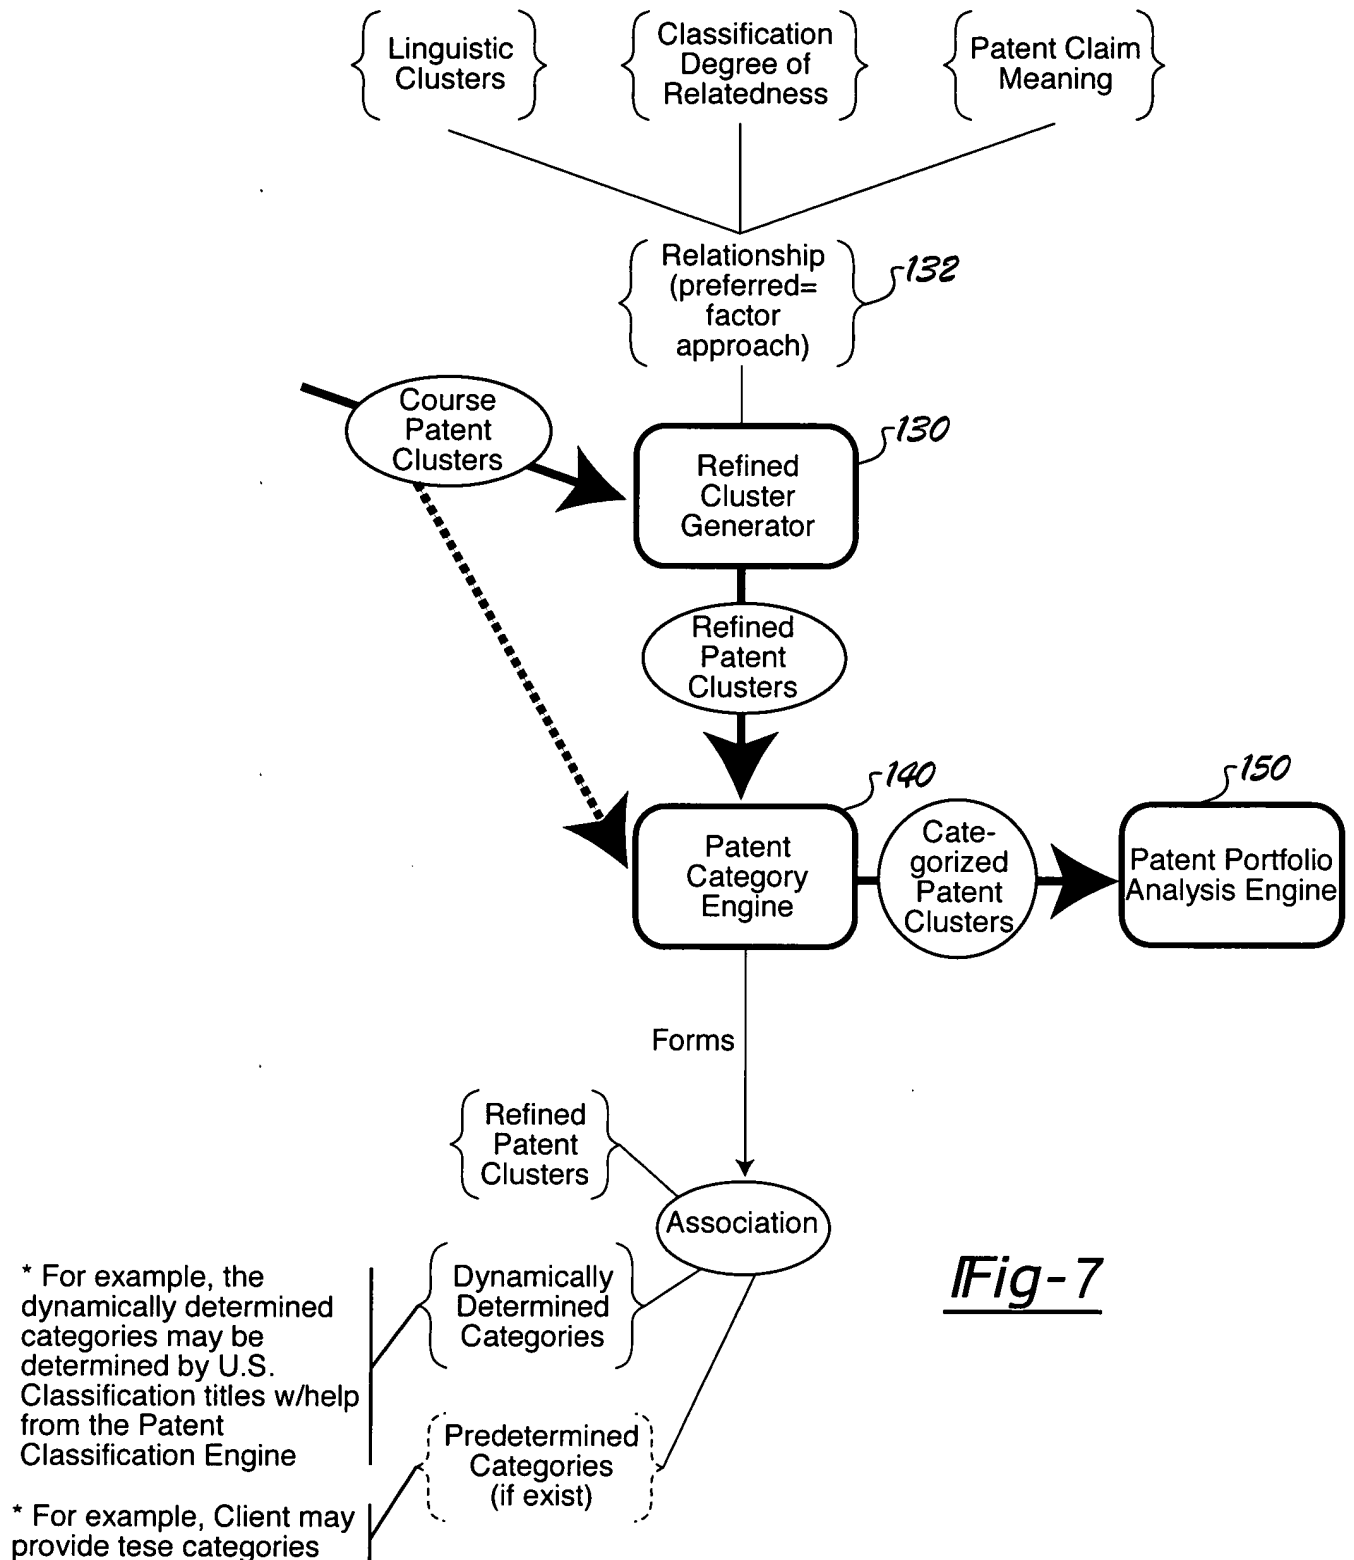 Linguistic
Clusters
Classification
Degree of
Relatedness
Patent Claim
Meaning
Relationship
(preferred=
factor
approach)
132
Course
Patent
Clusters
130
Refined
Cluster
Generator
Refined
Patent
Clusters
140
150
Patent
Category
Engine
Cate-
gorized
Patent
Clusters
Patent Portfolio
Analysis Engine
Forms
Refined
Patent
Clusters
Association
Dynamically
Determined
Categories
* For example, the
dynamically determined
categories may be
determined by U.S.
Classification titles w/help
from the Patent
Classification Engine
Fig-7
Predetermined
Categories
(if exist)
* For example, Client may
provide tese categories